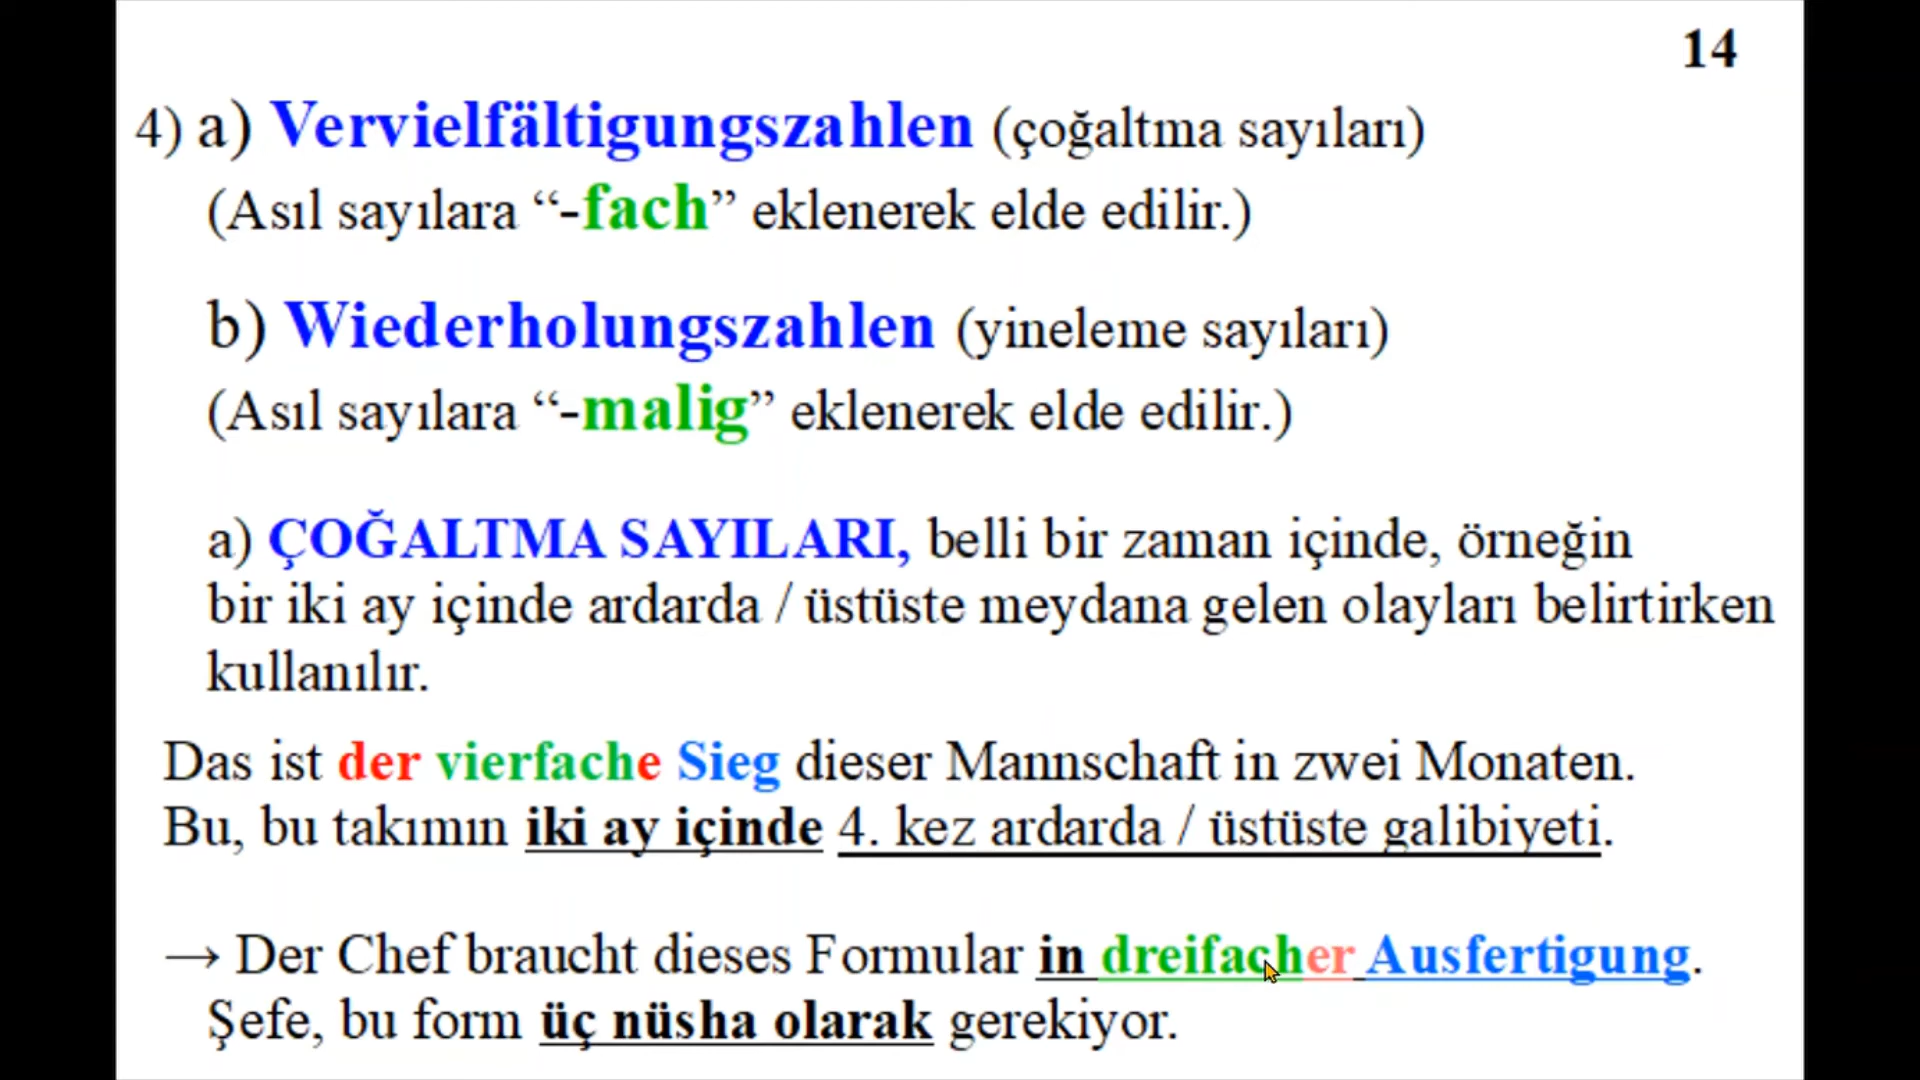 14
4) a) Vervielfältigungszahlen (çoğaltma sayıları)
(Asıl sayılara “-fach” eklenerek elde edilir.)
b) Wiederholungszahlen (yineleme sayıları)
(Asıl sayılara “-malig” eklenerek elde edilir.)
a) ÇOĞALTMA SAYILARI, belli bir zaman içinde, örneğin
bir iki ay içinde ardarda / üstüste meydana gelen olayları belirtirken
kullanılır.
Das ist der vierfache Sieg dieser Mannschaft in zwei Monaten.
Bu, bu takımın iki ay içinde 4. kez ardarda / üstüste galibiyeti.
→ Der Chef braucht dieses Formular in dreifacher Ausfertigung.
Şefe, bu form üç nüsha olarak gerekiyor.